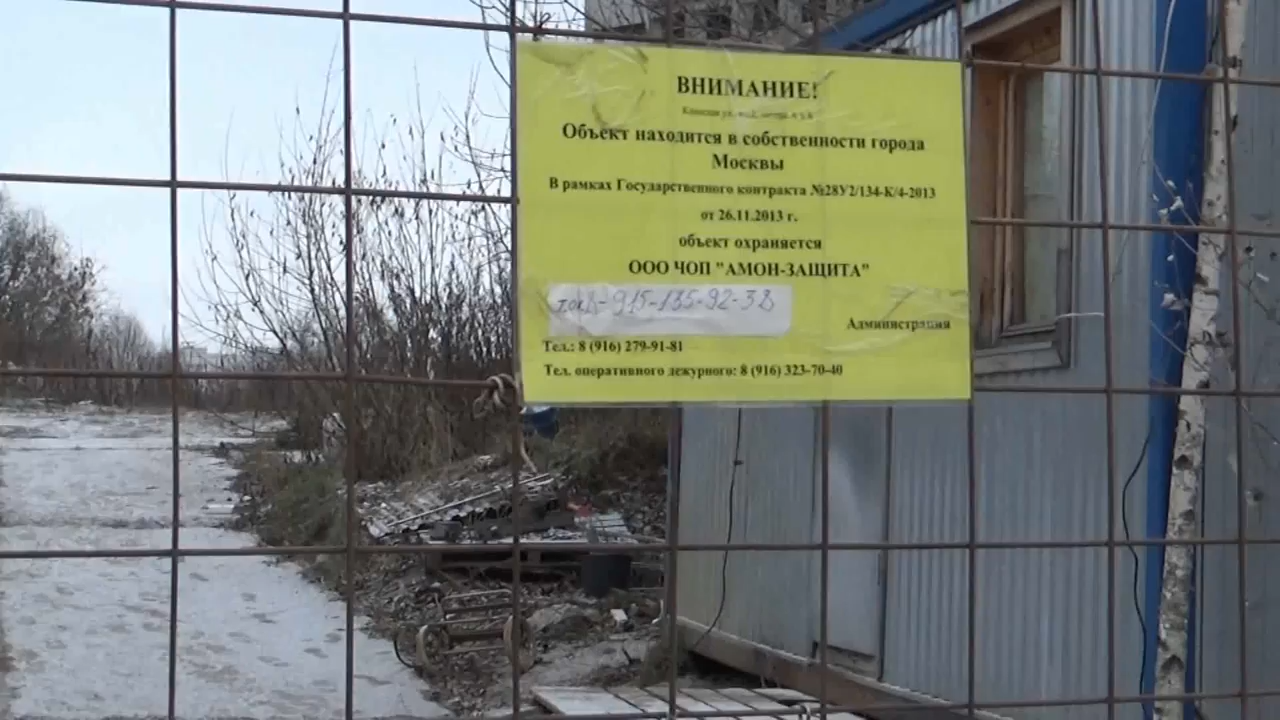 ВНИМАНИЕ!
Объект находится в собственности города
Москвы
В рамках Государственного контракта №28У2/134-К/4-2013
от 26.11.2013 г.
объект охраняется
ООО ЧОП "АМОН-ЗАЩИТА"
-915-135-92-3
Администрация
Тел.: 8 (916) 279-91-81
Тел. оперативного дежурного: 8 (916) 323-70-40